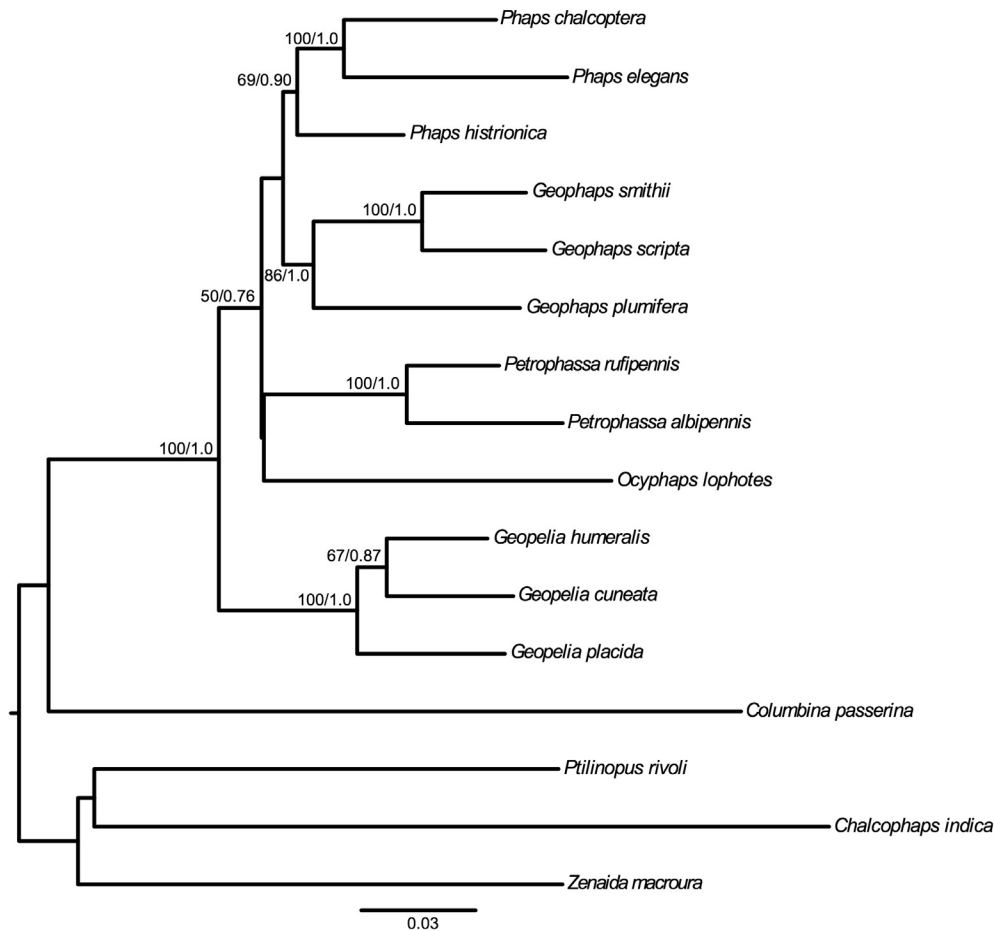 Phaps chalcoptera
100/1.0
Phaps elegans
69/0.90
Phaps histrionica
Geophaps smithii
100/1.0
Geophaps scripta
86/1.0
50/0.76
Geophaps plumifera
Petrophassa rufipennis
100/1.0
Petrophassa albipennis
100/1.0
Ocyphaps lophotes
Geopelia humeralis
67/0.87
Geopelia cuneata
100/1.0
Geopelia placida
Columbina passerina
Ptilinopus rivoli
Chalcophaps indica
Zenaida macroura
0.03